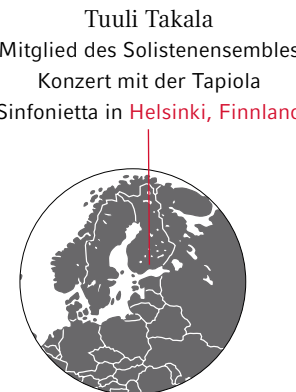 Tuuli Takala
Mitglied des Solistenensembles
Konzert mit der Tapiola
Sinfonietta in Helsinki, Finnland